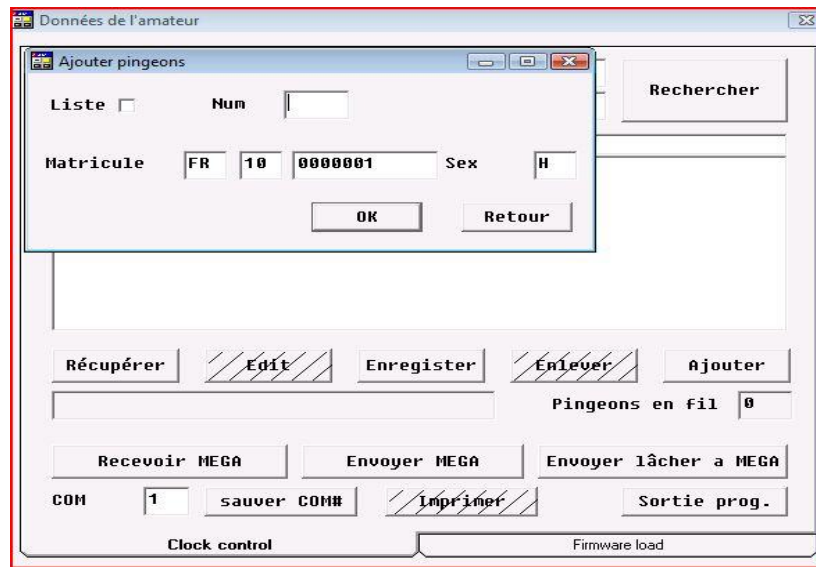 Données de l'amateur
Ajouter pingeons
Rechercher
Liste Num
Matricule FR 10 0000001 Sex H
OK Retour
Récupérer Edit Enregister Enlever Ajouter
Pingeons en fil 0
Recevoir MEGA Envoyer MEGA Envoyer lâcher a MEGA
COM 1 sauver COM# Imprimer Sortie prog.
Clock control Firmware load